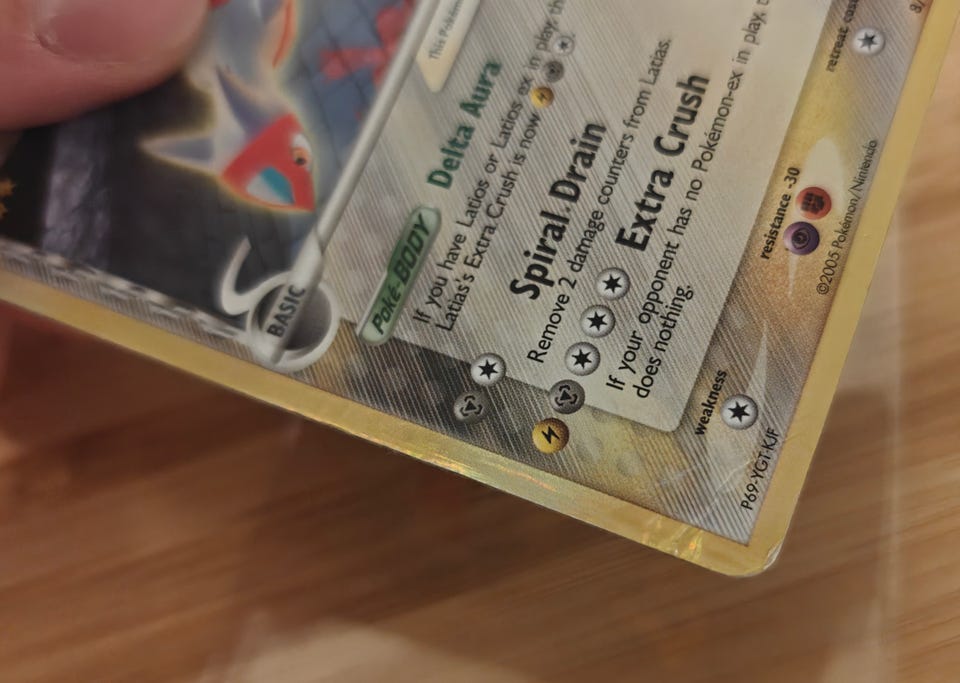 BASIC
This Pokémon
Poké-BODY
Delta Aura
If you have Latios or Latios ex in play, th
Latias's Extra Crush is now
Spiral Drain
Remove 2 damage counters from Latias.
Extra Crush
If your opponent has no Pokémon-ex in play,
does nothing.
weakness
resistance -30
retreat cost
P69-YGT-KJF
©2005 Pokémon/Nintendo